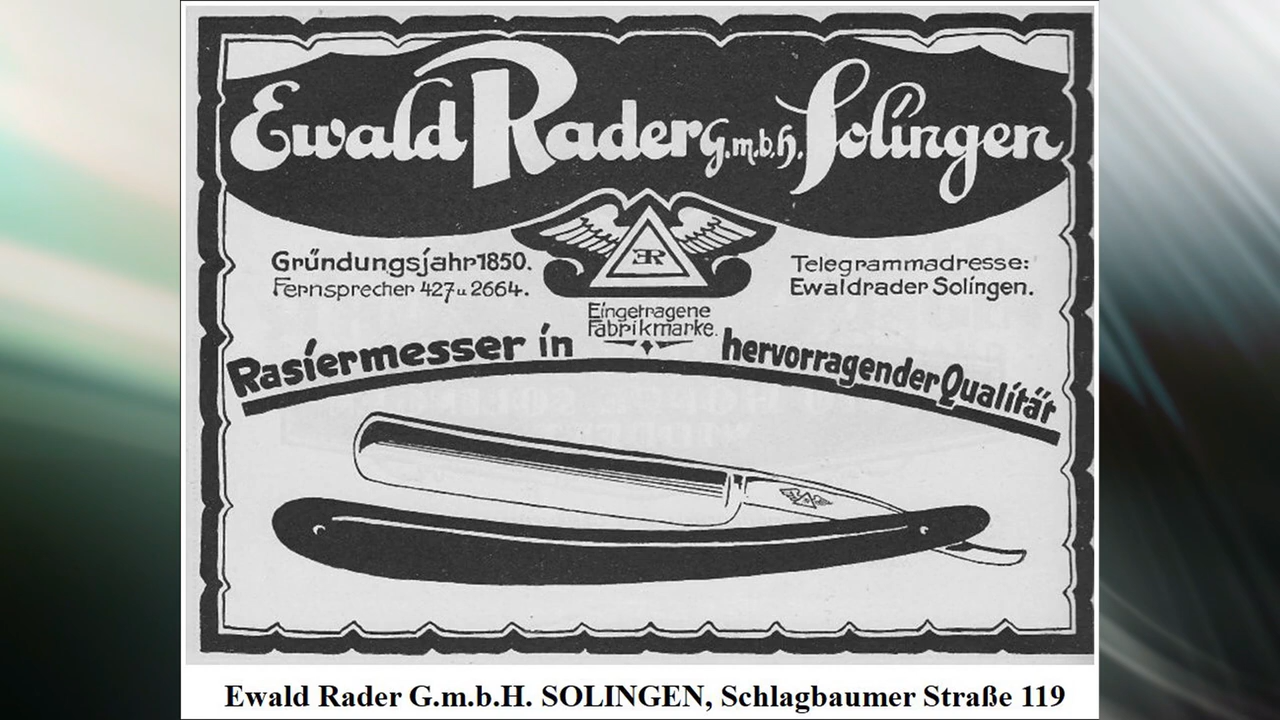 Ewald Rader G.m.b.H. Solingen
ER
Gründungsjahr 1850.
Fernsprecher 427 u 2664.
Telegrammadresse:
Ewaldrader Solingen.
Eingetragene
Fabrikmarke.
Rasiermesser in hervorragender Qualität
Ewald Rader G.m.b.H. SOLINGEN, Schlagbaumer Straße 119